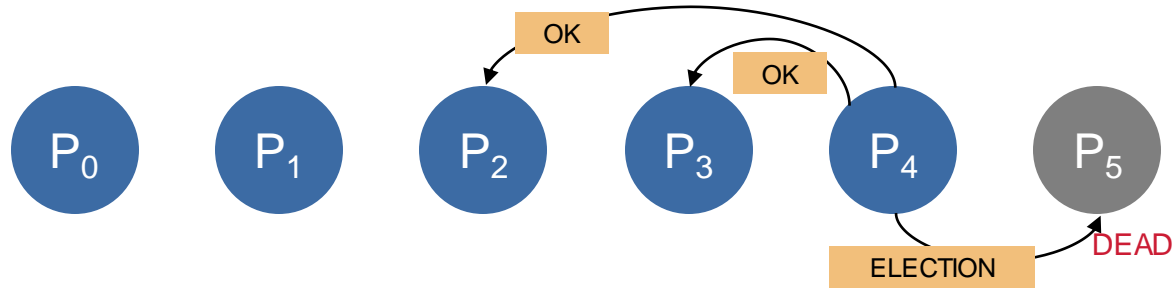 OK
OK
P0 P1 P2 P3 P4 P5
DEAD
ELECTION